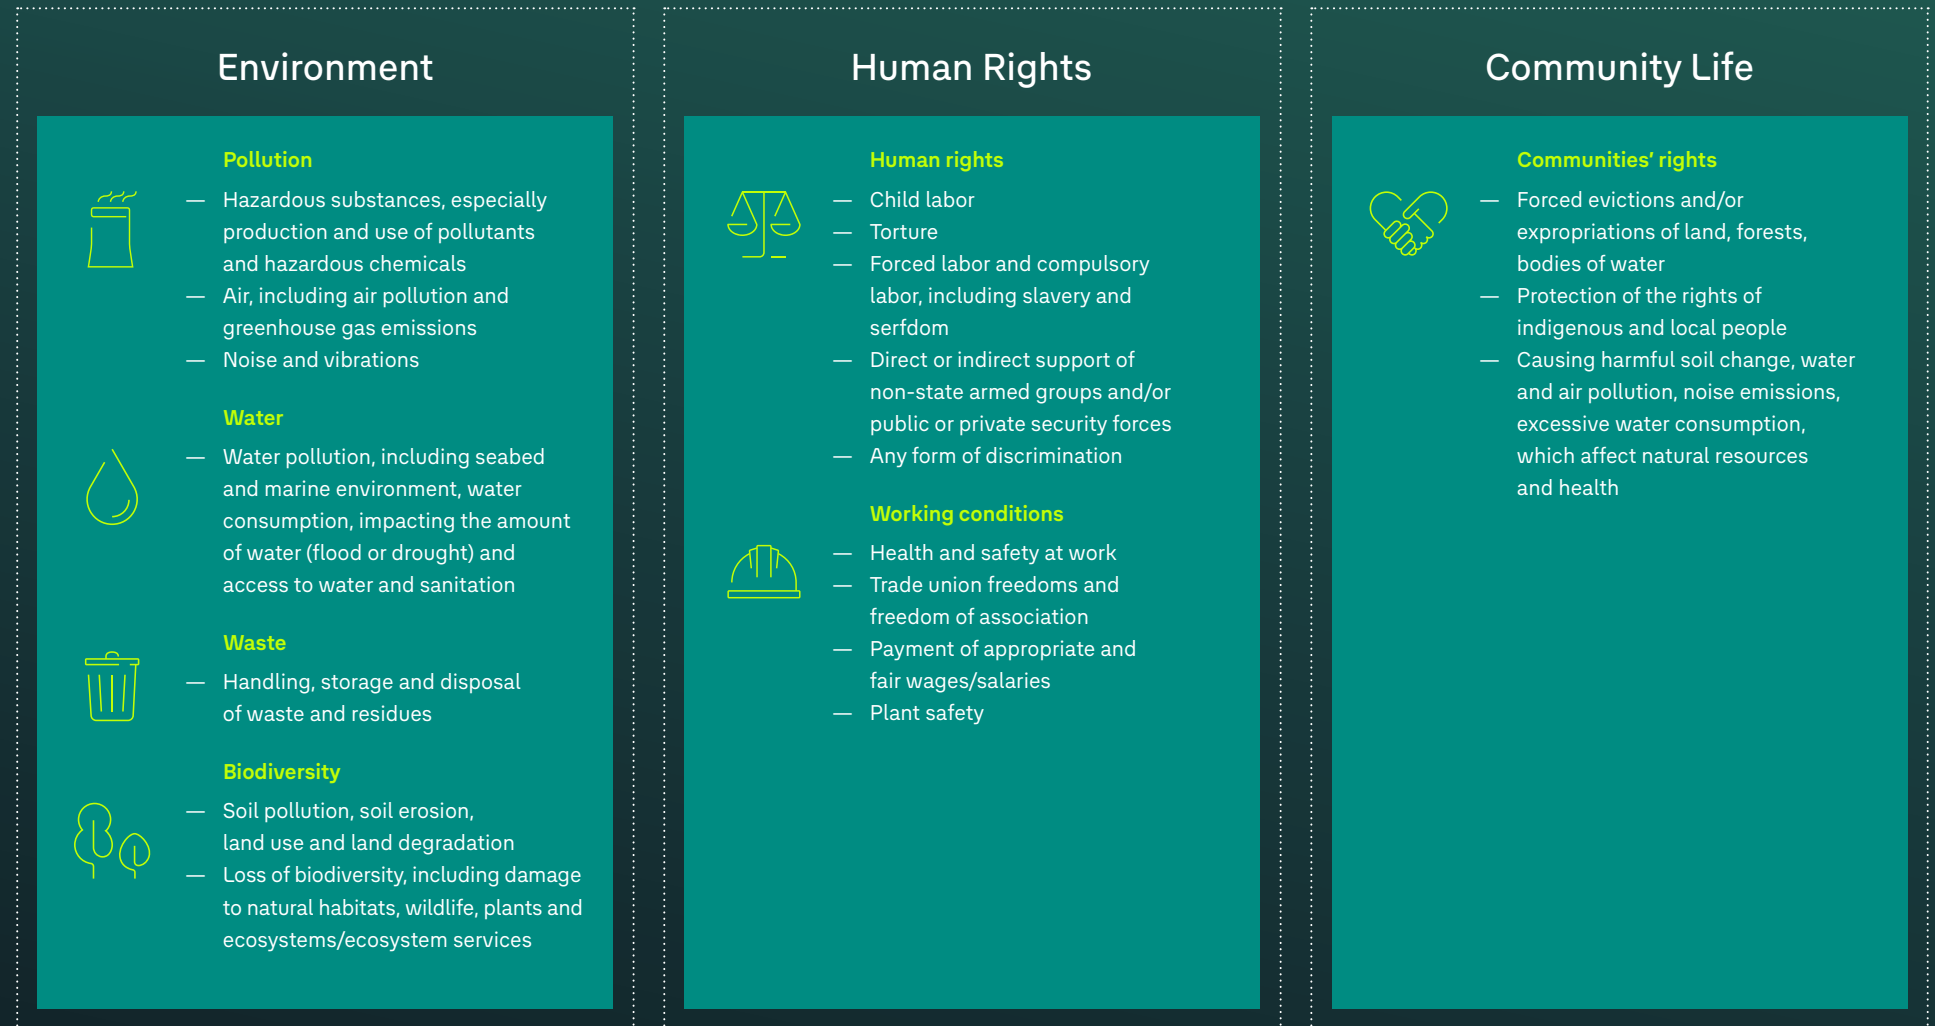 Environment
Pollution
— Hazardous substances, especially
production and use of pollutants
and hazardous chemicals
— Air, including air pollution and
greenhouse gas emissions
— Noise and vibrations
Water
— Water pollution, including seabed
and marine environment, water
consumption, impacting the amount
of water (flood or drought) and
access to water and sanitation
Waste
— Handling, storage and disposal
of waste and residues
Biodiversity
— Soil pollution, soil erosion,
land use and land degradation
— Loss of biodiversity, including damage
to natural habitats, wildlife, plants and
ecosystems/ecosystem services
Human Rights
Human rights
— Child labor
— Torture
— Forced labor and compulsory
labor, including slavery and
serfdom
— Direct or indirect support of
non-state armed groups and/or
public or private security forces
— Any form of discrimination
Working conditions
— Health and safety at work
— Trade union freedoms and
freedom of association
— Payment of appropriate and
fair wages/salaries
— Plant safety
Community Life
Communities’ rights
— Forced evictions and/or
expropriations of land, forests,
bodies of water
— Protection of the rights of
indigenous and local people
— Causing harmful soil change, water
and air pollution, noise emissions,
excessive water consumption,
which affect natural resources
and health